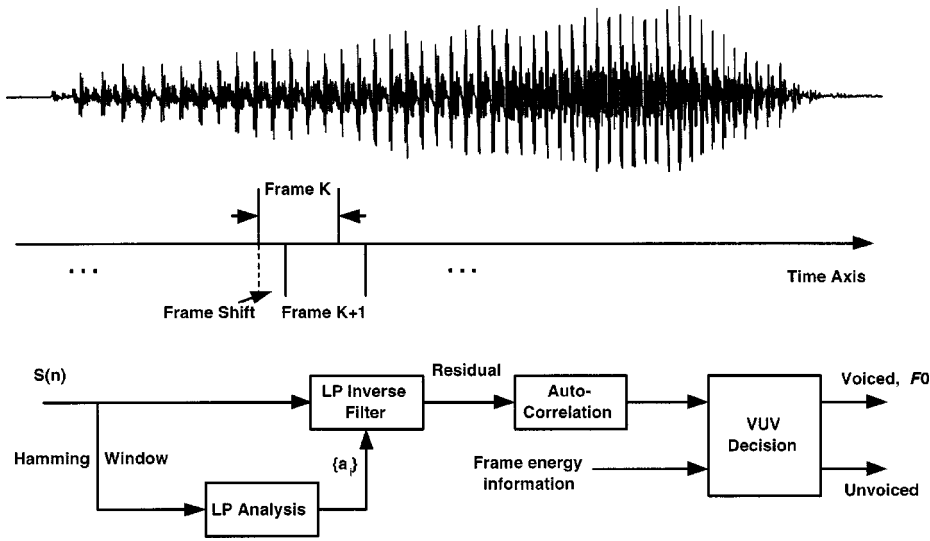 Frame K
. . .
. . .
Time Axis
Frame Shift
Frame K+1
S(n)
LP Inverse
Filter
Residual
Auto-
Correlation
VUV
Decision
Voiced, F0
Hamming Window
{a_i}
Frame energy
information
Unvoiced
LP Analysis